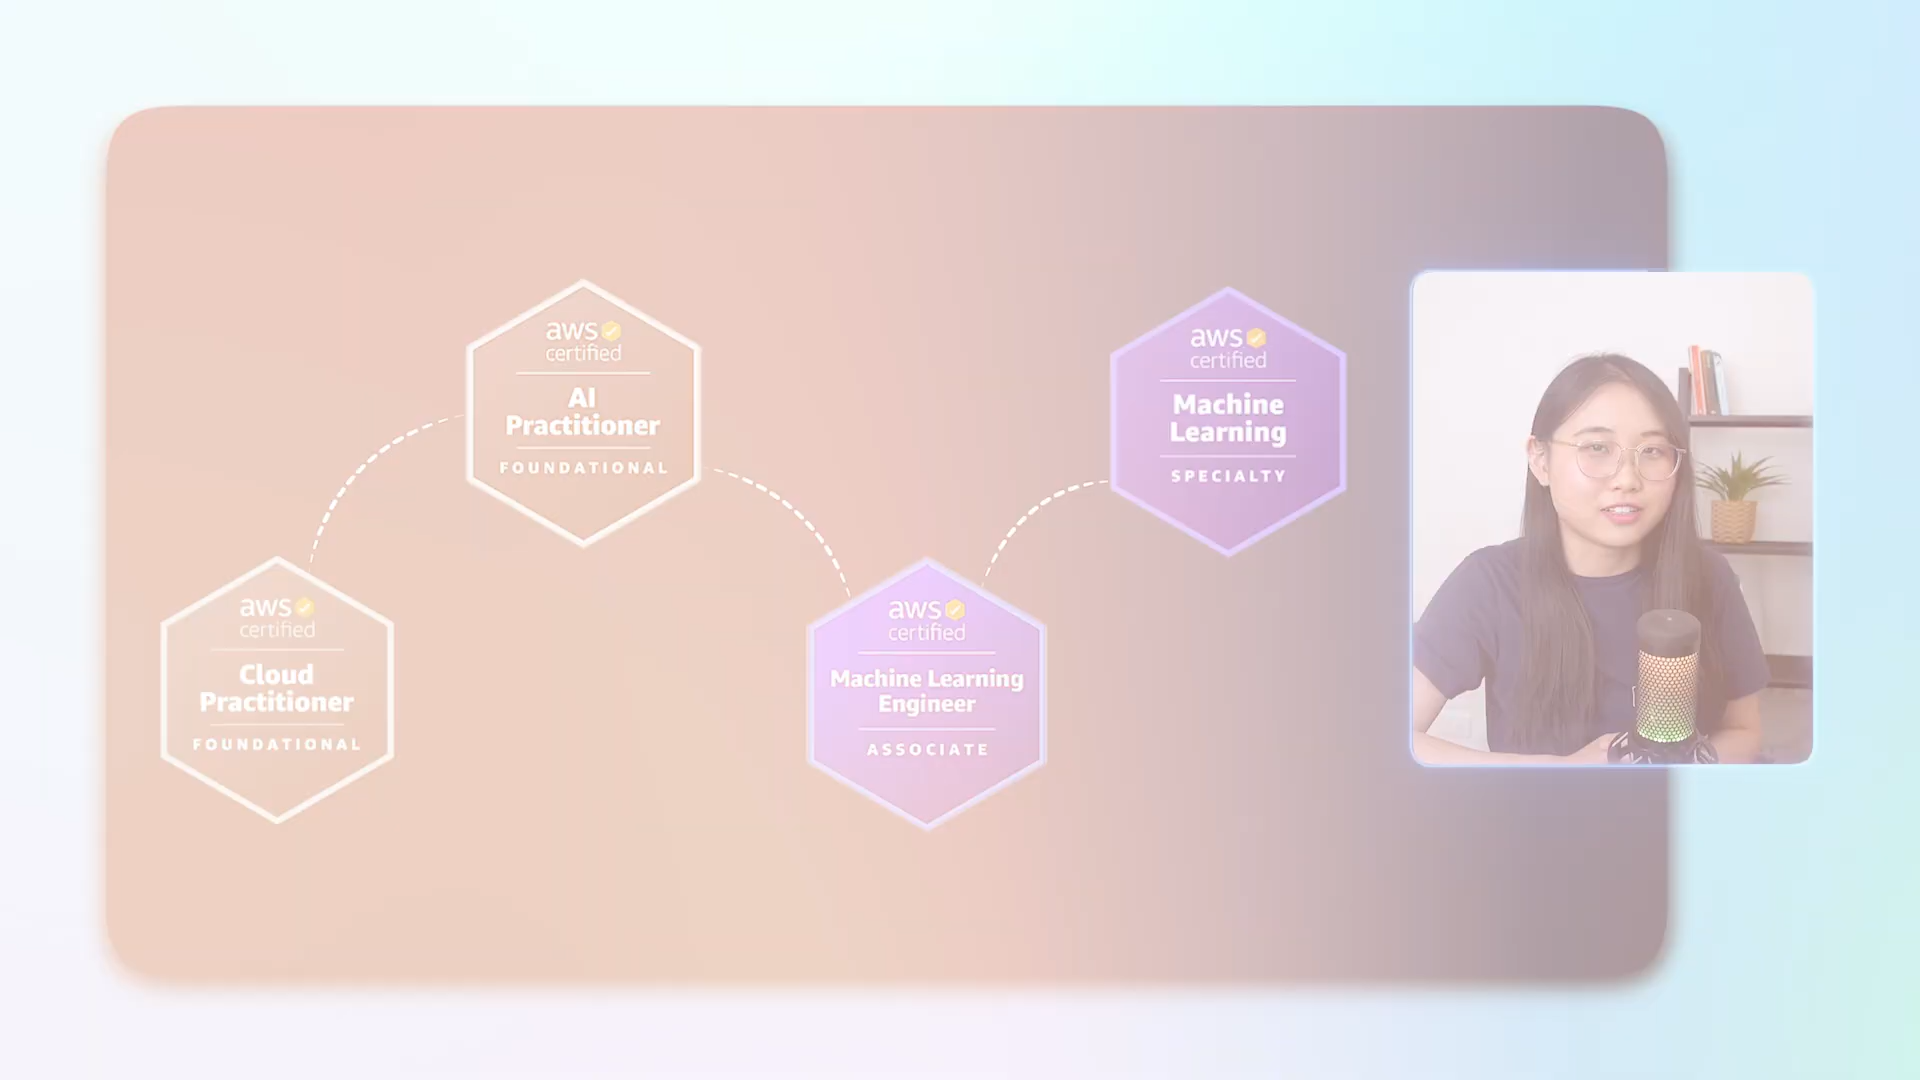 aws
certified
AI
Practitioner
FOUNDATIONAL
aws
certified
Machine
Learning
SPECIALTY
aws
certified
Cloud
Practitioner
FOUNDATIONAL
aws
certified
Machine Learning
Engineer
ASSOCIATE